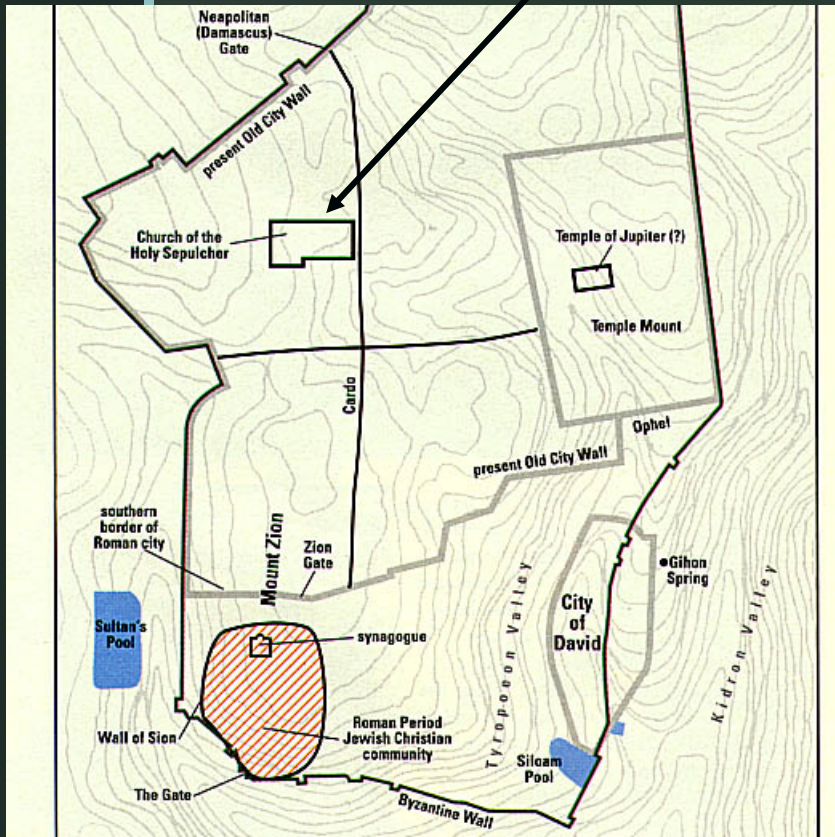 Neapolitan
(Damascus)
Gate
present Old City Wall
Church of the
Holy Sepulcher
Temple of Jupiter (?)
Temple Mount
Cardo
Ophel
present Old City Wall
southern
border of
Roman city
Mount Zion
Zion
Gate
Gihon
Spring
Sultan's
Pool
City
of
David
Tyropoeon Valley
Kidron Valley
synagogue
Wall of Sion
Roman Period
Jewish Christian
community
Siloam
Pool
The Gate
Byzantine Wall